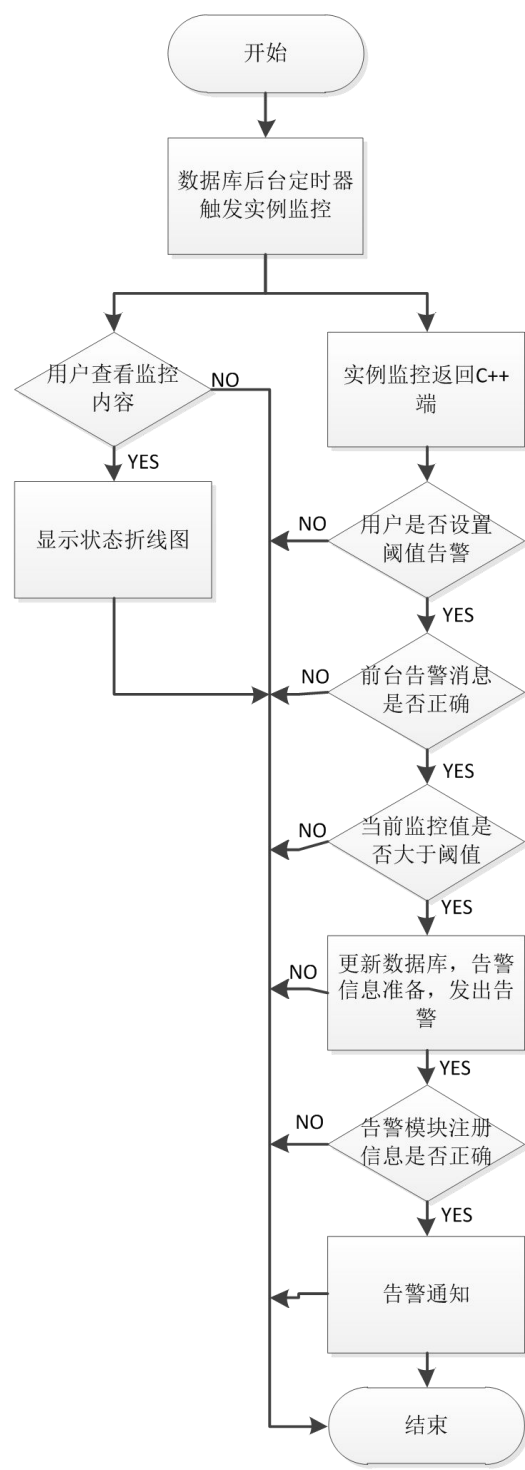 开始
数据库后台定时器
触发实例监控
用户查看监控
内容
NO
YES
显示状态折线图
实例监控返回C++
端
用户是否设置
阈值告警
NO
YES
前台告警消息
是否正确
NO
YES
当前监控值是
否大于阈值
NO
YES
更新数据库，告警
信息准备，发出告
警
NO
YES
告警模块注册
信息是否正确
NO
YES
告警通知
结束